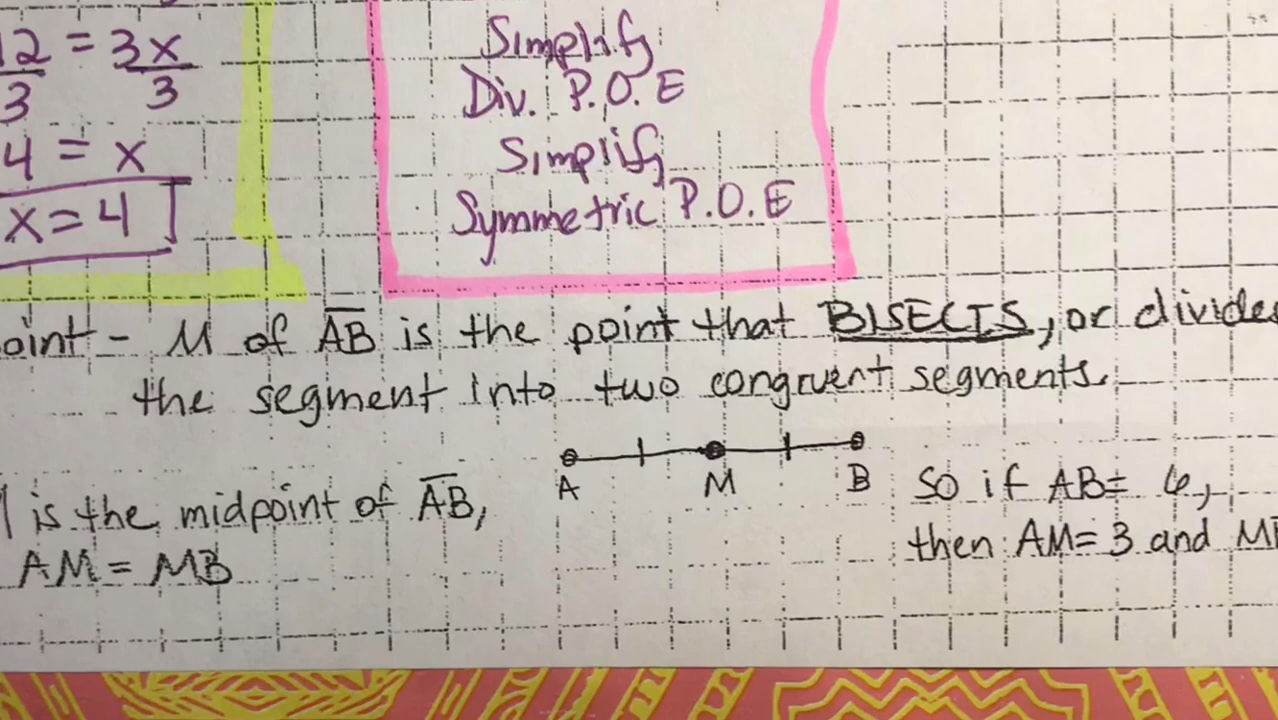 12 = 3x
3 3
4 = x
x = 4
Simplify
Div. P.O.E
Simplify
Symmetric P.O.E
oint - M of AB is the point that BISECTS, or divides
the segment into two congruent segments.
A M B
is the midpoint of AB,
AM = MB
So if AB = 6,
then AM = 3 and M